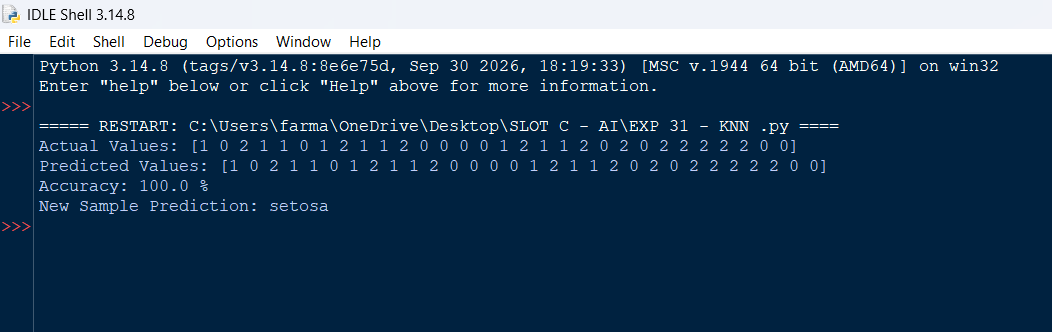 IDLE Shell 3.14.8
File Edit Shell Debug Options Window Help
Python 3.14.8 (tags/v3.14.8:8e6e75d, Sep 30 2026, 18:19:33) [MSC v.1944 64 bit (AMD64)] on win32
Enter "help" below or click "Help" above for more information.
>>>
===== RESTART: C:\Users\farma\OneDrive\Desktop\SLOT C - AI\EXP 31 - KNN .py ====
Actual Values: [1 0 2 1 1 0 1 2 1 1 2 0 0 0 0 1 2 1 1 2 0 2 0 2 2 2 2 2 0 0]
Predicted Values: [1 0 2 1 1 0 1 2 1 1 2 0 0 0 0 1 2 1 1 2 0 2 0 2 2 2 2 2 0 0]
Accuracy: 100.0 %
New Sample Prediction: setosa
>>>